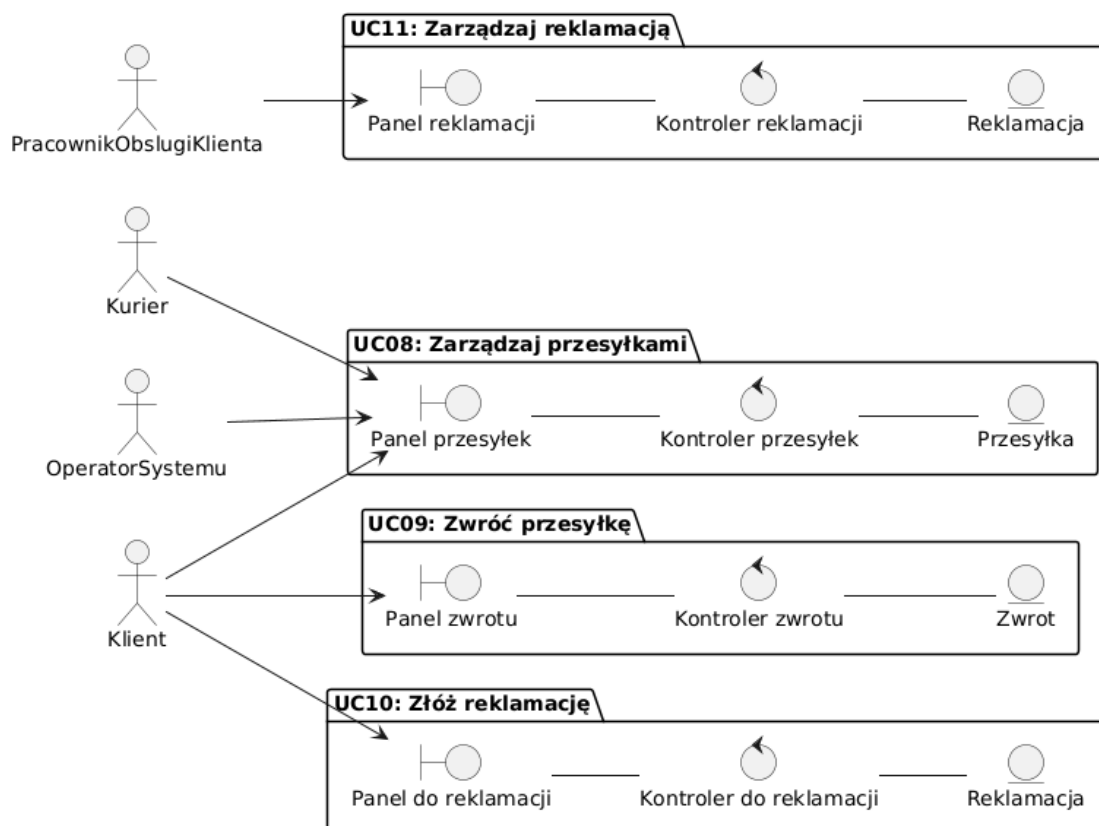 UC11: Zarządzaj reklamacją
Panel reklamacji
Kontroler reklamacji
Reklamacja
PracownikObslugiKlienta
Kurier
UC08: Zarządzaj przesyłkami
Panel przesyłek
Kontroler przesyłek
Przesyłka
OperatorSystemu
UC09: Zwróć przesyłkę
Panel zwrotu
Kontroler zwrotu
Zwrot
Klient
UC10: Złóż reklamację
Panel do reklamacji
Kontroler do reklamacji
Reklamacja